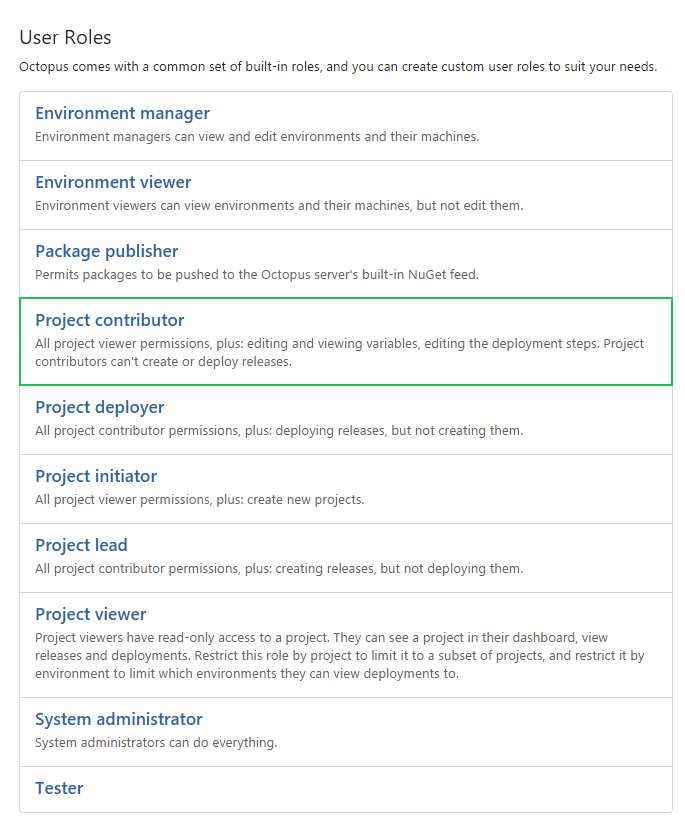 User Roles
Octopus comes with a common set of built-in roles, and you can create custom user roles to suit your needs.
Environment manager
Environment managers can view and edit environments and their machines.
Environment viewer
Environment viewers can view environments and their machines, but not edit them.
Package publisher
Permits packages to be pushed to the Octopus server's built-in NuGet feed.
Project contributor
All project viewer permissions, plus: editing and viewing variables, editing the deployment steps. Project
contributors can't create or deploy releases.
Project deployer
All project contributor permissions, plus: deploying releases, but not creating them.
Project initiator
All project viewer permissions, plus: create new projects.
Project lead
All project contributor permissions, plus: creating releases, but not deploying them.
Project viewer
Project viewers have read-only access to a project. They can see a project in their dashboard, view
releases and deployments. Restrict this role by project to limit it to a subset of projects, and restrict it by
environment to limit which environments they can view deployments to.
System administrator
System administrators can do everything.
Tester